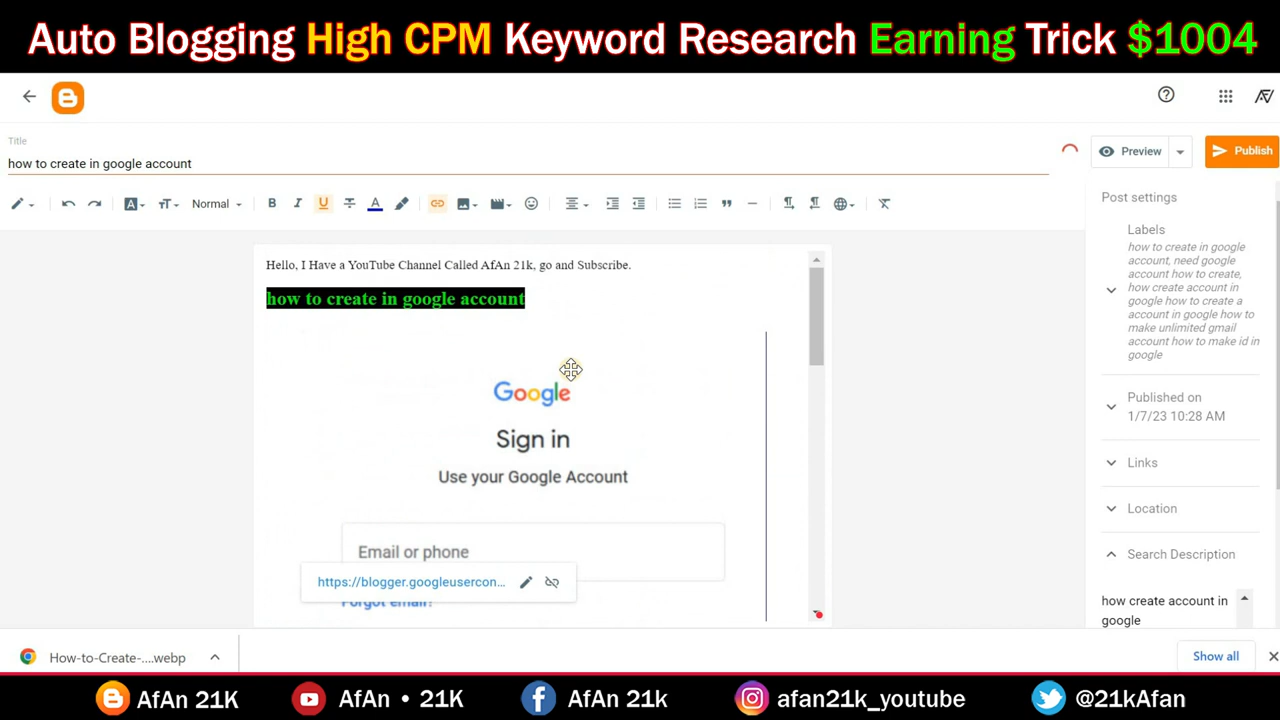 Auto Blogging High CPM Keyword Research Earning Trick $1004
Title
how to create in google account
Preview
Publish
Normal
Post settings
Labels
how to create in google
account, need google
account how to create,
how create account in
google how to create a
account in google how to
make unlimited gmail
account how to make id in
google
Hello, I Have a YouTube Channel Called AfAn 21k, go and Subscribe.
how to create in google account
Google
Sign in
Use your Google Account
Email or phone
https://blogger.googleusercon...
Forgot email?
Published on
1/7/23 10:28 AM
Links
Location
Search Description
how create account in
google
How-to-Create-....webp
Show all
AfAn 21K
AfAn • 21K
AfAn 21k
afan21k_youtube
@21kAfan